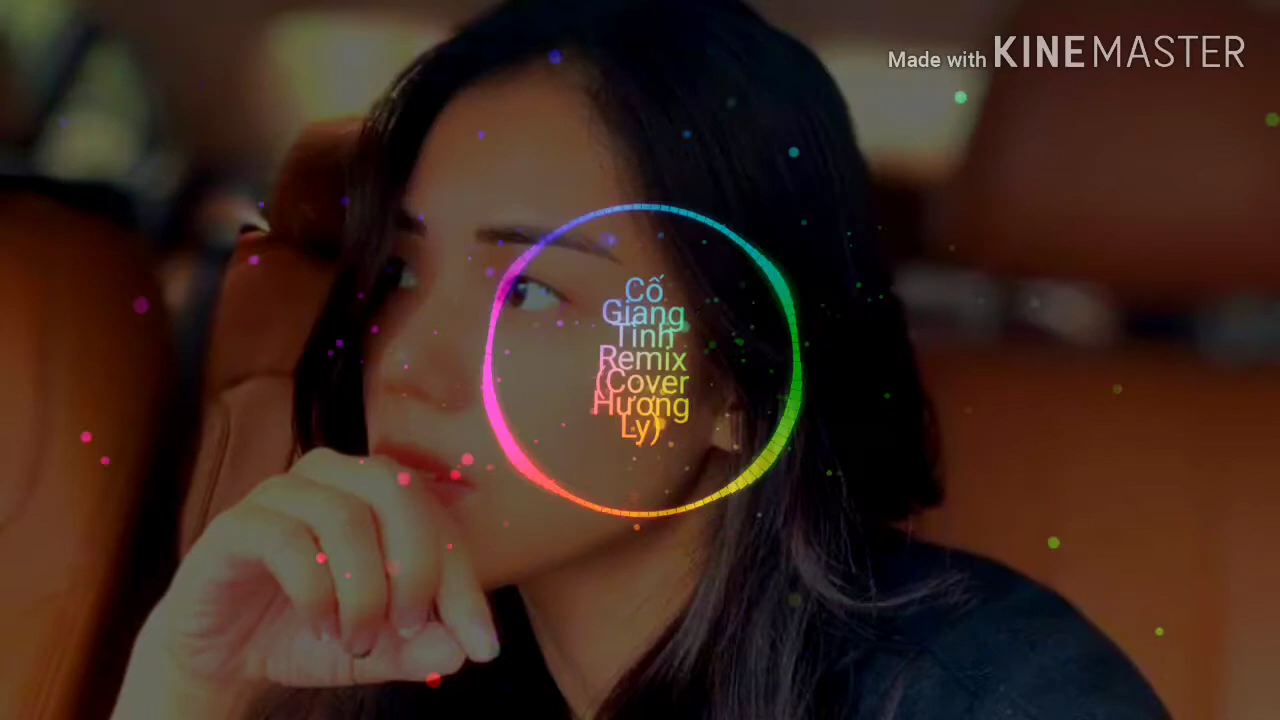 Made with KINEMASTER
Cố
Giang
Tình
Remix
(Cover
Hương
Ly)